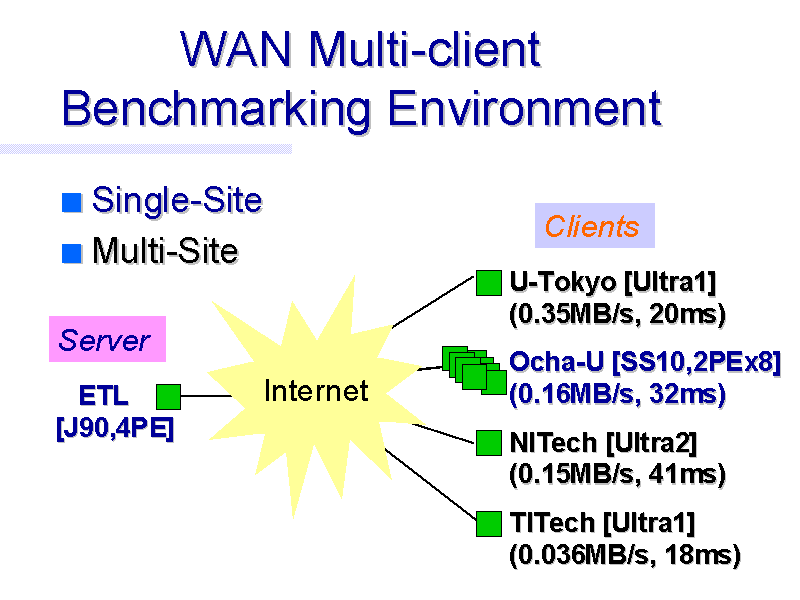 WAN Multi-client
Benchmarking Environment
Single-Site
Multi-Site
Clients
U-Tokyo [Ultra1]
(0.35MB/s, 20ms)
Server
Ocha-U [SS10,2PEx8]
(0.16MB/s, 32ms)
Internet
ETL
[J90,4PE]
NITech [Ultra2]
(0.15MB/s, 41ms)
TITech [Ultra1]
(0.036MB/s, 18ms)